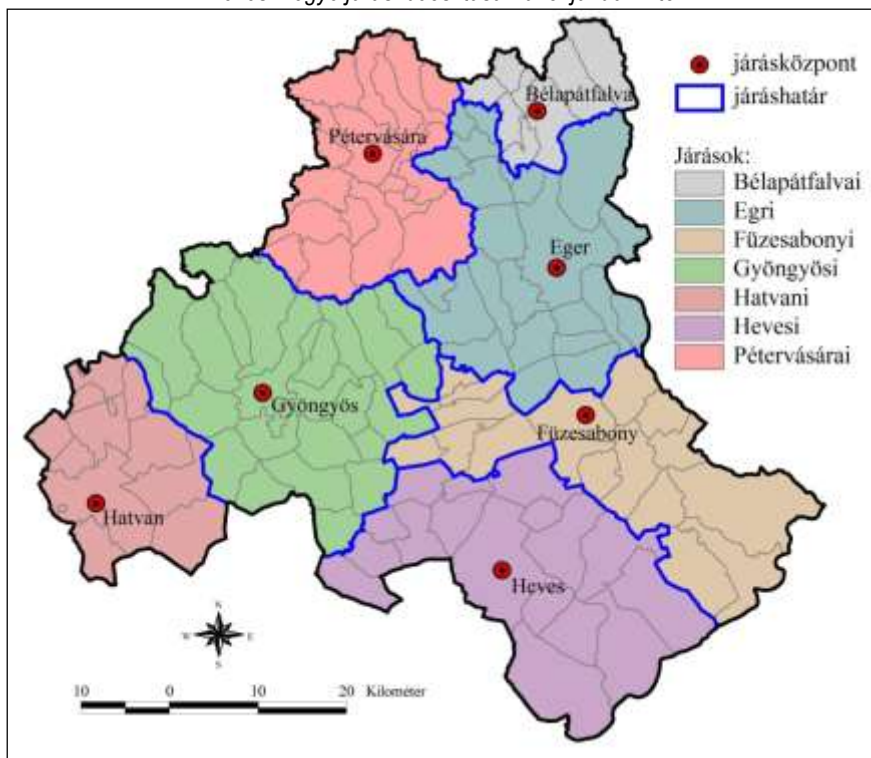 járásközpont
járáshatár
Járások:
Bélapátfalvai
Egri
Füzesabonyi
Gyöngyösi
Hatvani
Hevesi
Pétervásárai
Bélapátfalva
Pétervására
Eger
Gyöngyös
Füzesabony
Hatvan
Heves
N
W E
S
10 0 10 20 Kilométer